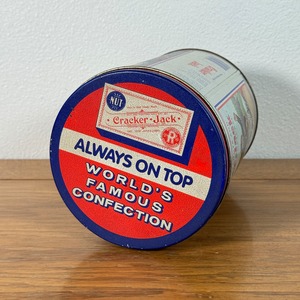 NUT
Cracker Jack
ALWAYS ON TOP
WORLD'S
FAMOUS
CONFECTION